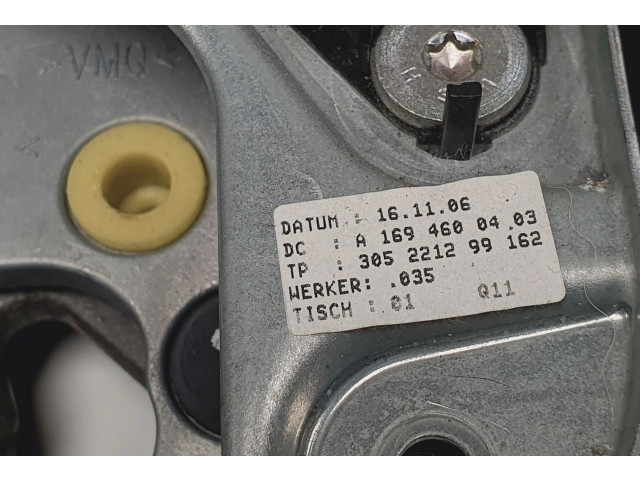 >VMQ<
DATUM : 16.11.06
DC : A 169 460 04 03
TP : 305 2212 99 162
WERKER: .035
TISCH : 01 Q11